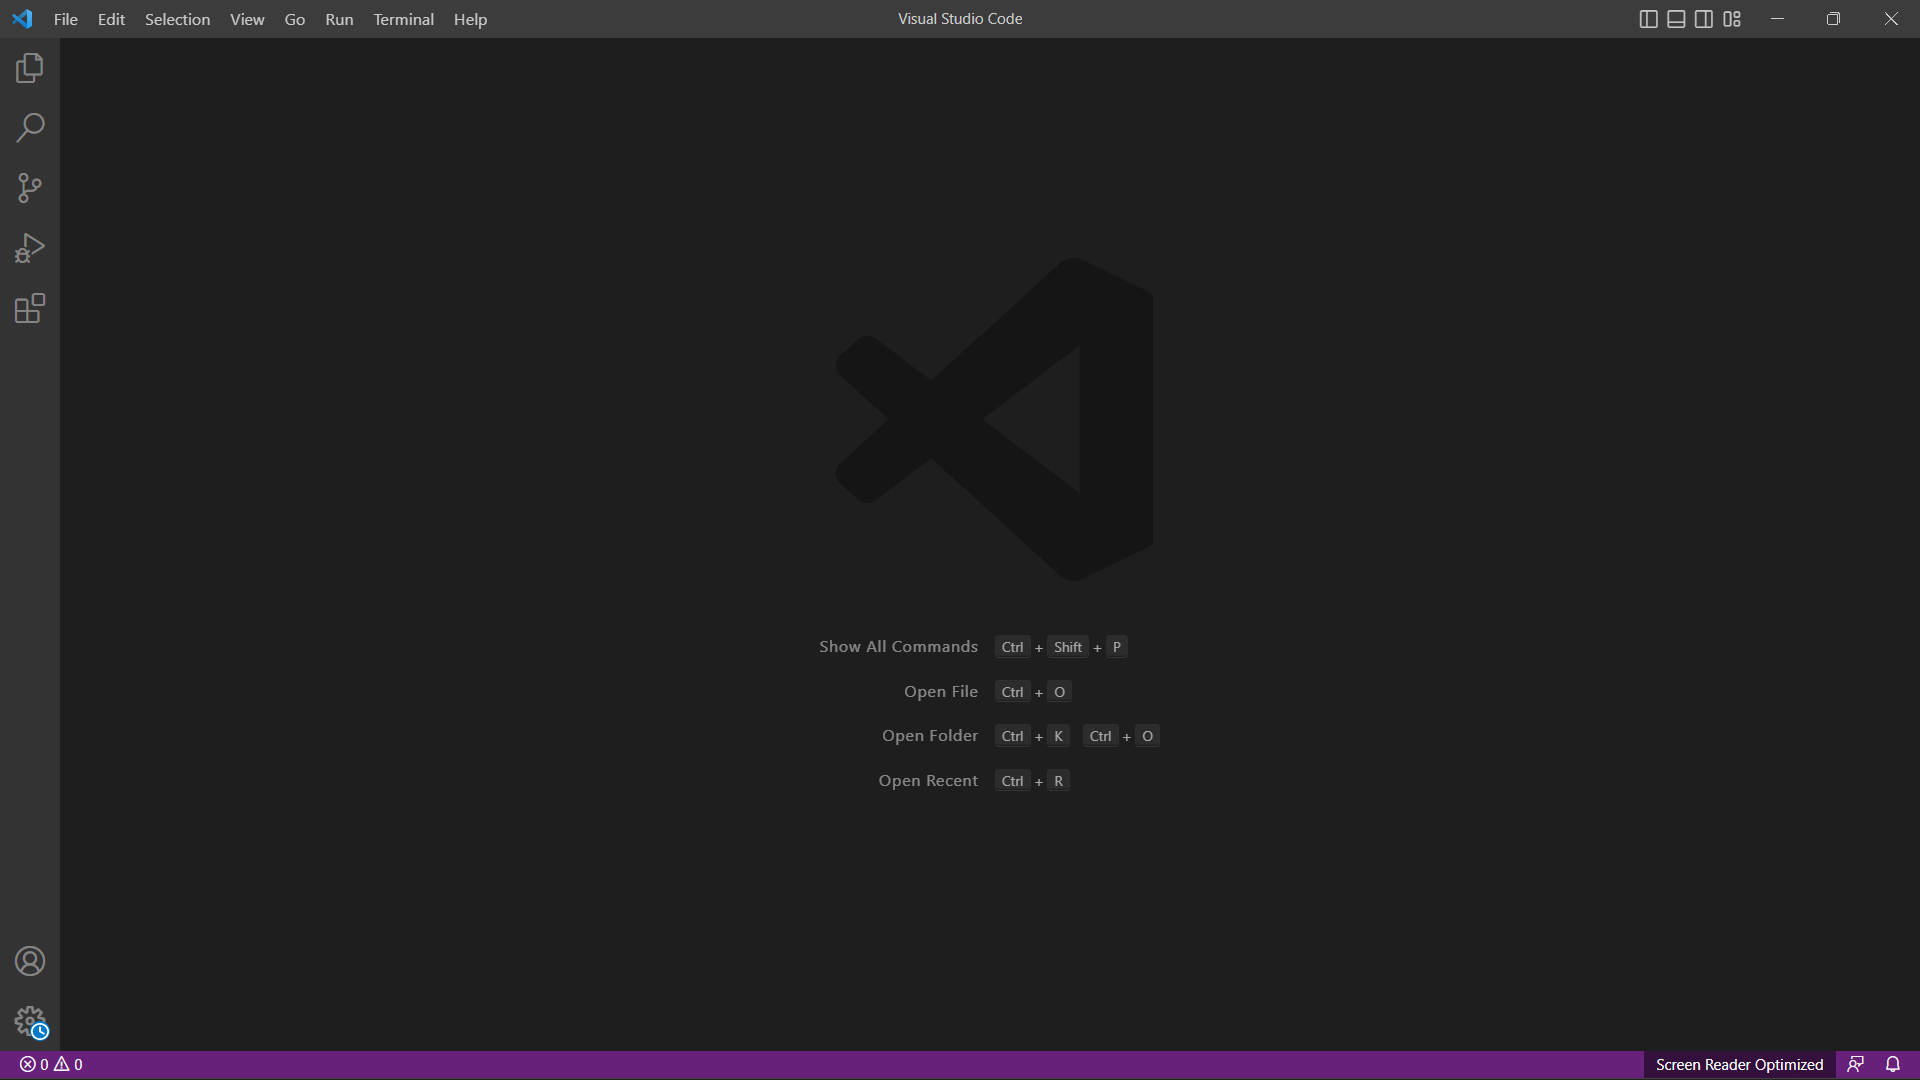 File Edit Selection View Go Run Terminal Help Visual Studio Code
Show All Commands Ctrl + Shift + P
Open File Ctrl + O
Open Folder Ctrl + K Ctrl + O
Open Recent Ctrl + R
0 0 Screen Reader Optimized